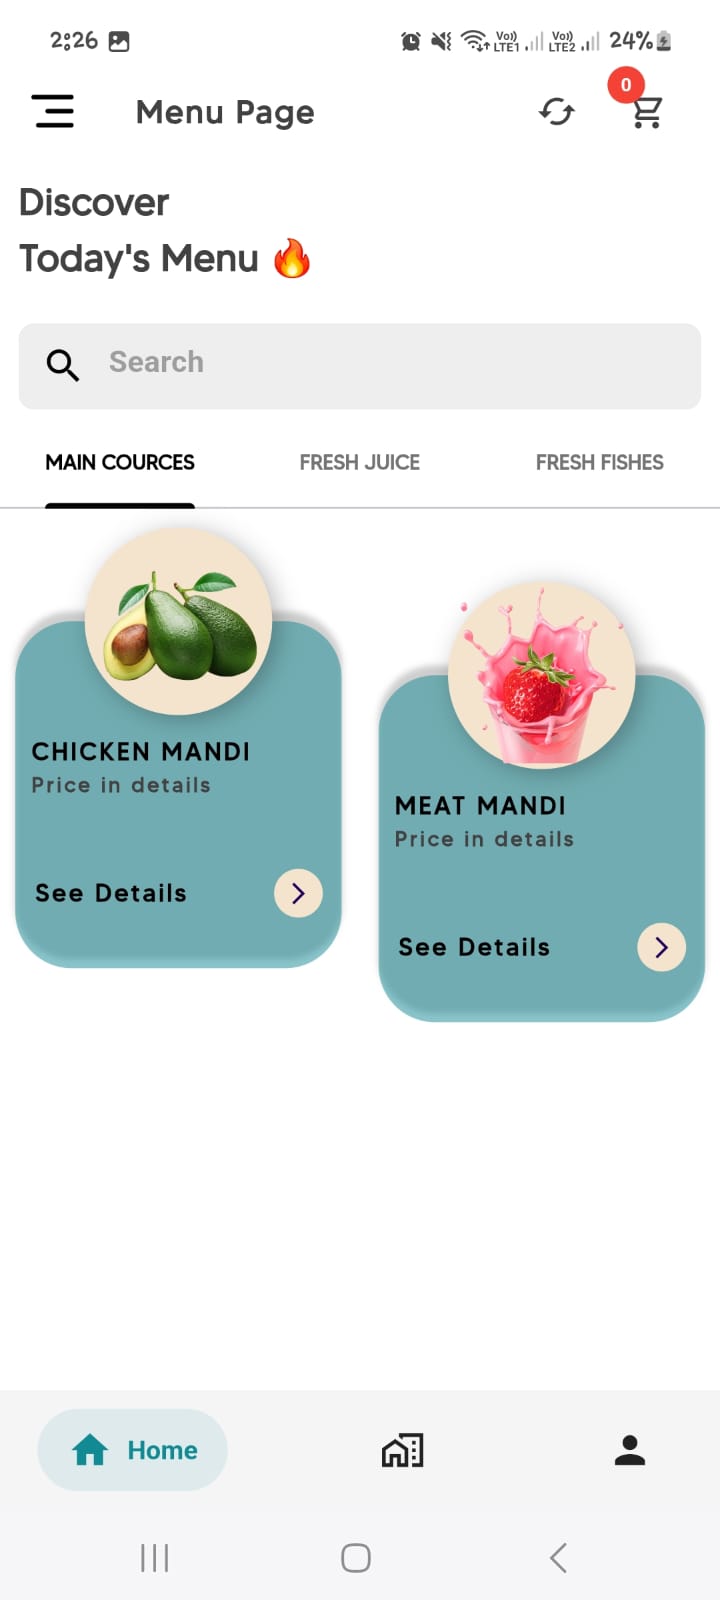 2:26
Vo))
LTE1
Vo))
LTE2
24%
0
Menu Page
Discover
Today's Menu 🔥
Search
MAIN COURCES
FRESH JUICE
FRESH FISHES
CHICKEN MANDI
Price in details
See Details
MEAT MANDI
Price in details
See Details
Home